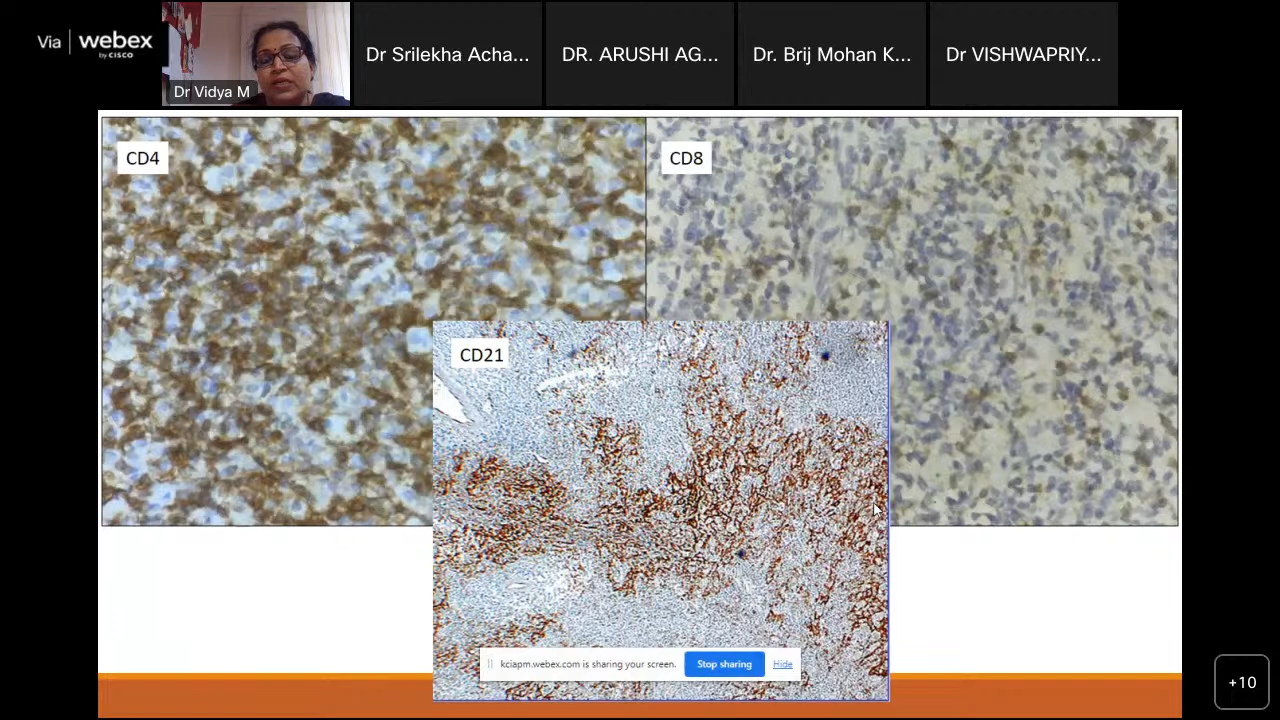 Via | webex
by CISCO
Dr Vidya M
Dr Srilekha Acha...
DR. ARUSHI AG...
Dr. Brij Mohan K...
Dr VISHWAPRIY...
CD4
CD8
CD21
kciapm.webex.com is sharing your screen.
Stop sharing
Hide
+10